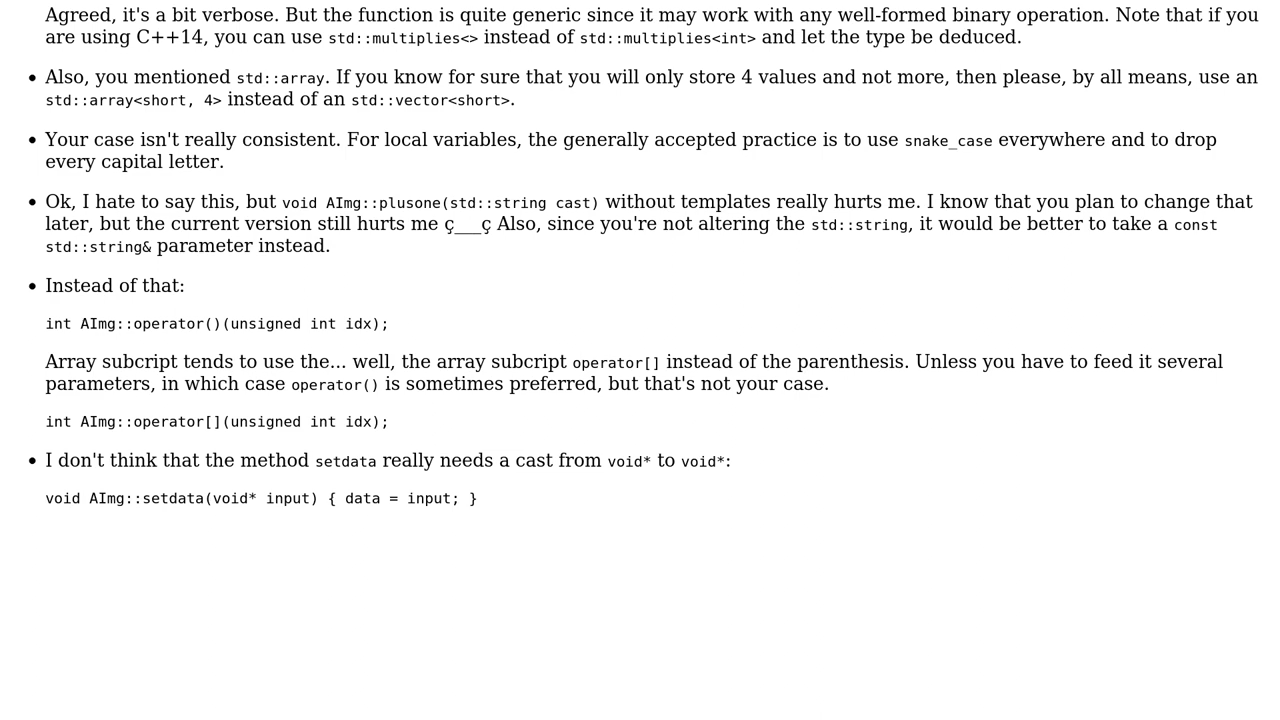 Agreed, it's a bit verbose. But the function is quite generic since it may work with any well-formed binary operation. Note that if you
are using C++14, you can use std::multiplies<> instead of std::multiplies<int> and let the type be deduced.
• Also, you mentioned std::array. If you know for sure that you will only store 4 values and not more, then please, by all means, use an
std::array<short, 4> instead of an std::vector<short>.
• Your case isn't really consistent. For local variables, the generally accepted practice is to use snake_case everywhere and to drop
every capital letter.
• Ok, I hate to say this, but void AImg::plusone(std::string cast) without templates really hurts me. I know that you plan to change that
later, but the current version still hurts me ç___ç Also, since you're not altering the std::string, it would be better to take a const
std::string& parameter instead.
• Instead of that:
int AImg::operator()(unsigned int idx);
Array subcript tends to use the... well, the array subcript operator[] instead of the parenthesis. Unless you have to feed it several
parameters, in which case operator() is sometimes preferred, but that's not your case.
int AImg::operator[](unsigned int idx);
• I don't think that the method setdata really needs a cast from void* to void*:
void AImg::setdata(void* input) { data = input; }